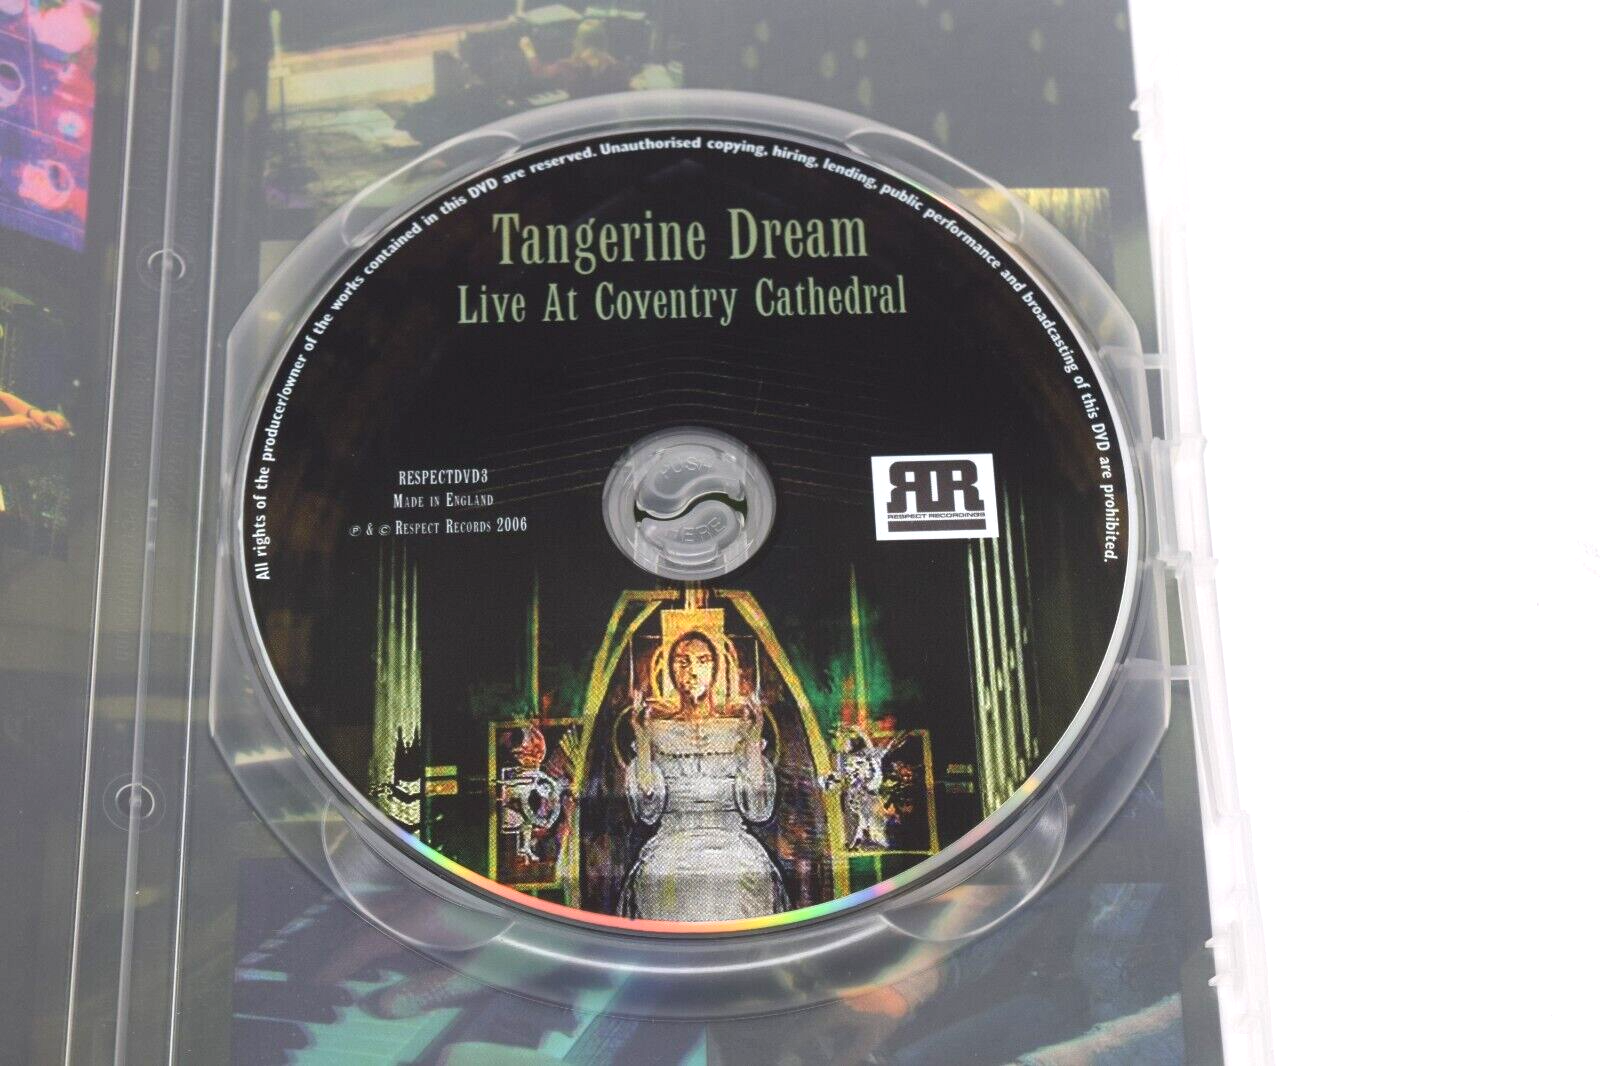 All rights of the producer/owner of the works contained in this DVD are reserved. Unauthorised copying, hiring, lending, public performance and broadcasting of this DVD are prohibited.
Tangerine Dream
Live At Coventry Cathedral
RESPECTDVD3
MADE IN ENGLAND
℗ & © RESPECT RECORDS 2006
RR
RESPECT RECORDINGS
PUSH
HERE